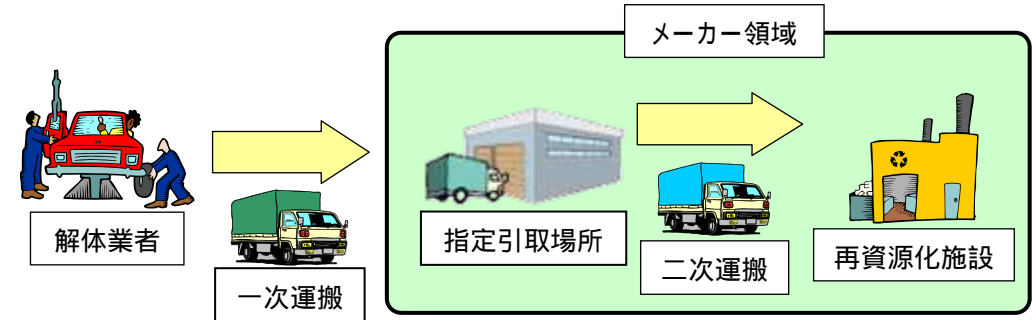 メーカー領域
解体業者
一次運搬
指定引取場所
二次運搬
再資源化施設